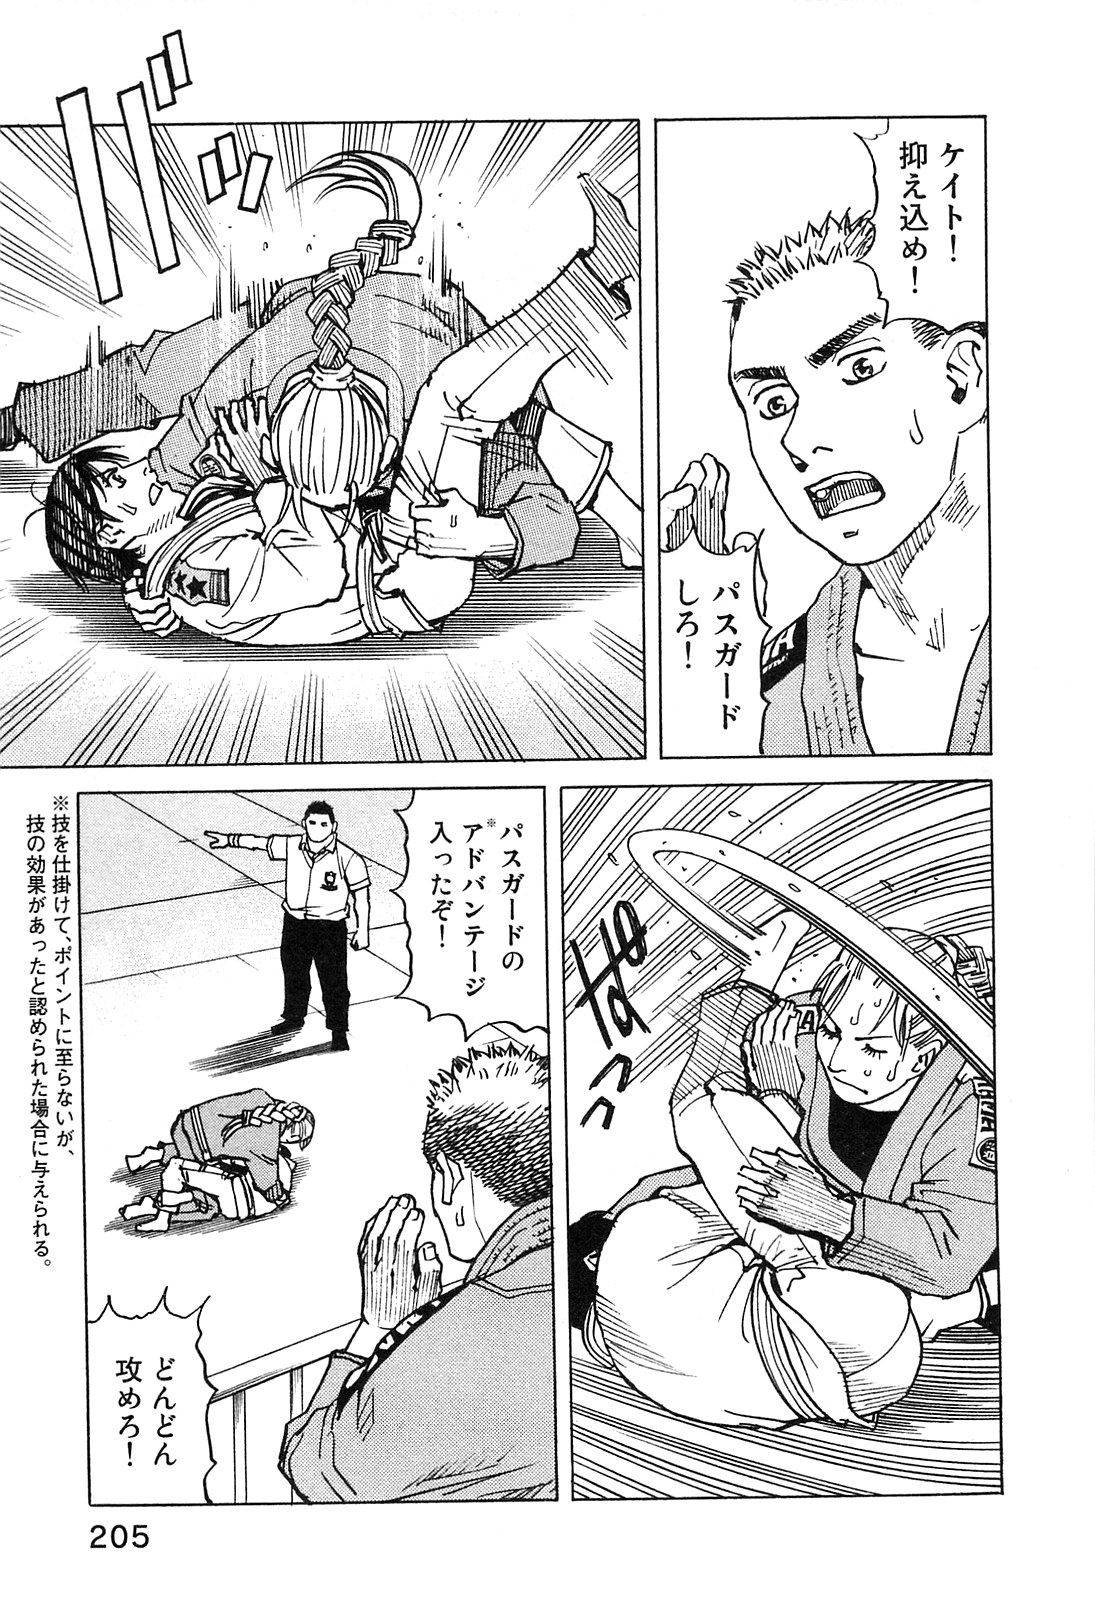 ケイト！
抑え込め！
パスガード
しろ！
ドドッ
パスガードの
※アドバンテージ
入ったぞ！
どんどん
攻めろ！
※技を仕掛けて、ポイントに至らないが、
技の効果があったと認められた場合に与えられる。
205